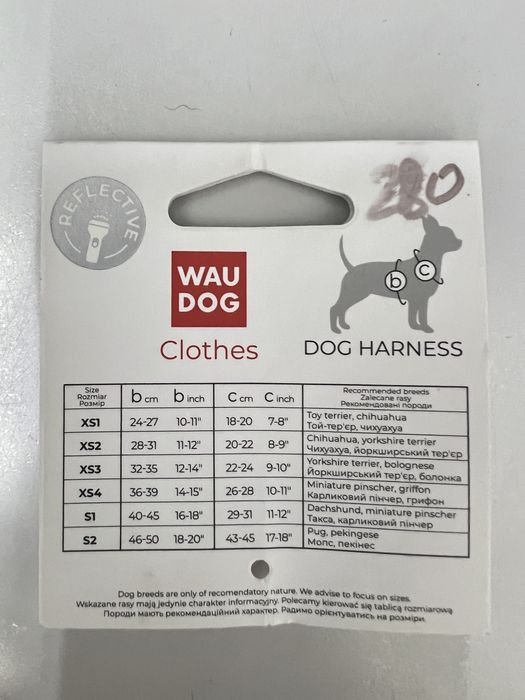 REFLECTIVE
280
WAU
DOG
Clothes
b c
DOG HARNESS
Size
Rozmiar
Розмір
b cm b inch C cm C inch
Recommended breeds
Zalecane rasy
Рекомендовані породи
XS1 24-27 10-11" 18-20 7-8" Toy terrier, chihuahua
Той-тер'єр, чихуахуа
XS2 28-31 11-12" 20-22 8-9" Chihuahua, yorkshire terrier
Чихуахуа, йоркширський тер'єр
XS3 32-35 12-14" 22-24 9-10" Yorkshire terrier, bolognese
Йоркширський тер'єр, болонка
XS4 36-39 14-15" 26-28 10-11" Miniature pinscher, griffon
Карликовий пінчер, грифон
S1 40-45 16-18" 29-31 11-12" Dachshund, miniature pinscher
Такса, карликовий пінчер
S2 46-50 18-20" 43-45 17-18" Pug, pekingese
Мопс, пекінес
Dog breeds are only of recomendatory nature. We advise to focus on sizes.
Wskazane rasy mają jedynie charakter informacyjny. Polecamy kierować się tablicą rozmiarową
Породи мають рекомендаційний характер. Радимо орієнтуватись на розміри.